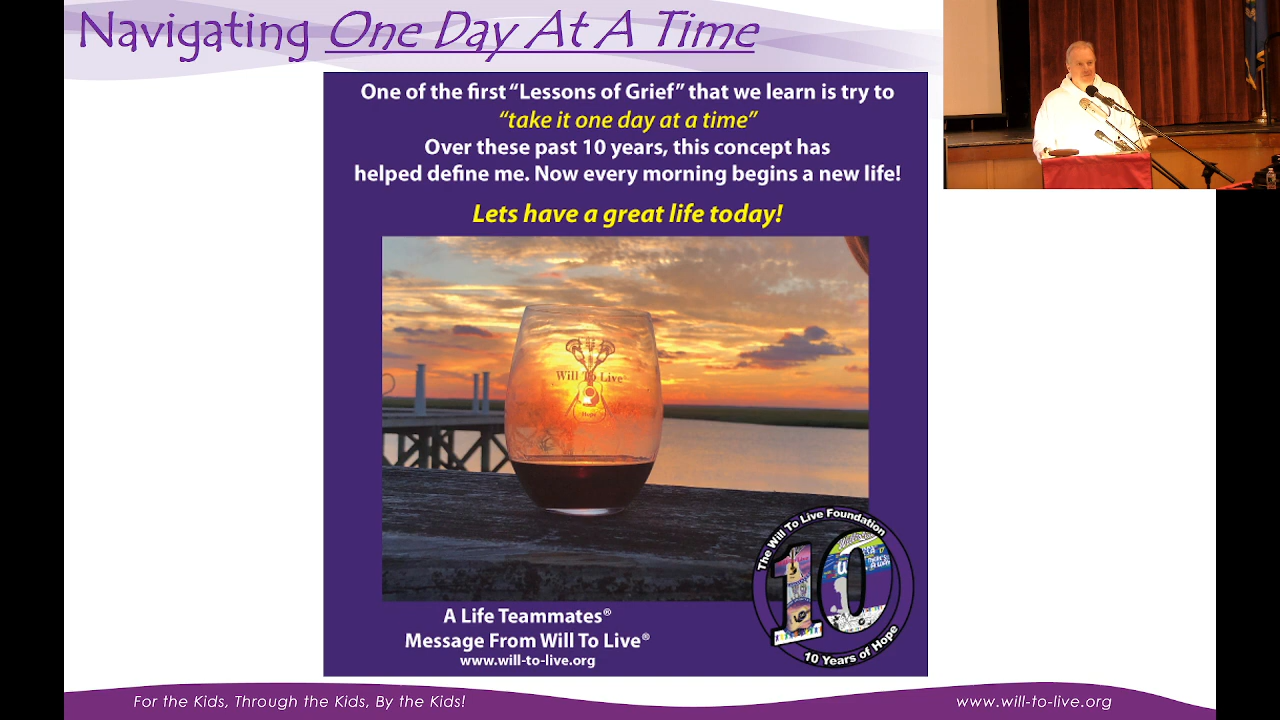 Navigating One Day At A Time
One of the first “Lessons of Grief” that we learn is try to
“take it one day at a time”
Over these past 10 years, this concept has
helped define me. Now every morning begins a new life!
Lets have a great life today!
Will To Live
Hope
The Will To Live Foundation
10
10 Years of Hope
A Life Teammates®
Message From Will To Live®
www.will-to-live.org
For the Kids, Through the Kids, By the Kids!
www.will-to-live.org